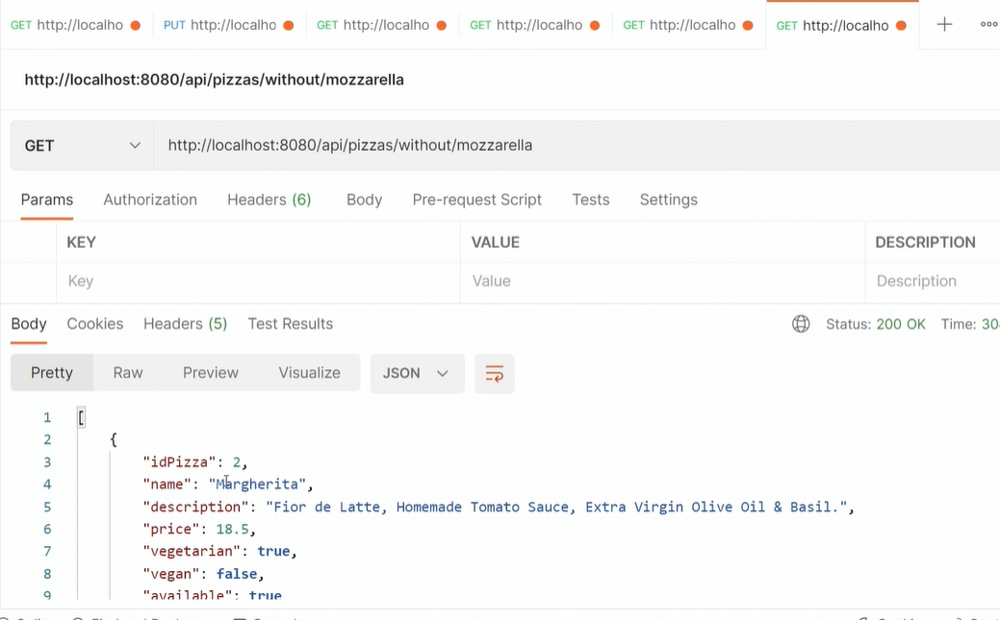 GET http://localho PUT http://localho GET http://localho GET http://localho GET http://localho GET http://localho
http://localhost:8080/api/pizzas/without/mozzarella
GET http://localhost:8080/api/pizzas/without/mozzarella
Params Authorization Headers (6) Body Pre-request Script Tests Settings
KEY VALUE DESCRIPTION
Key Value Description
Body Cookies Headers (5) Test Results Status: 200 OK Time: 30
Pretty Raw Preview Visualize JSON
1 [
2 {
3 "idPizza": 2,
4 "name": "Margherita",
5 "description": "Fior de Latte, Homemade Tomato Sauce, Extra Virgin Olive Oil & Basil.",
6 "price": 18.5,
7 "vegetarian": true,
8 "vegan": false,
9 "available": true